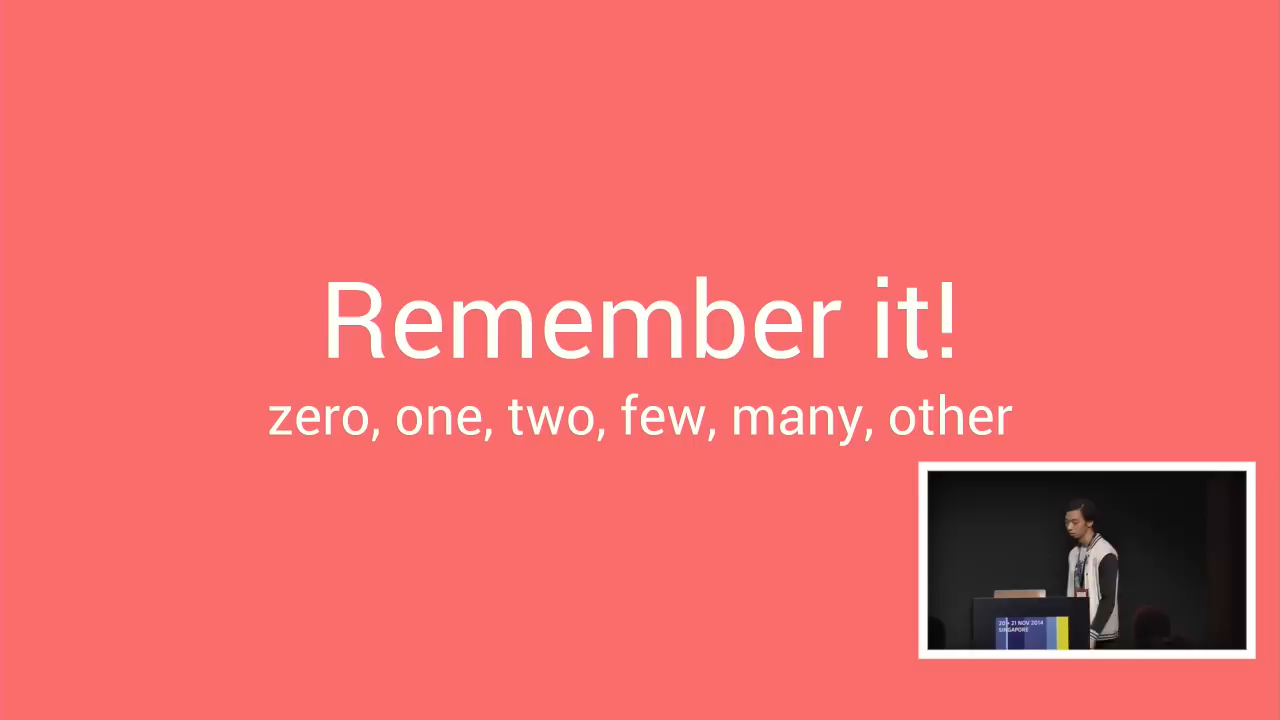 Remember it!
zero, one, two, few, many, other
20 + 21 NOV 2014
SINGAPORE